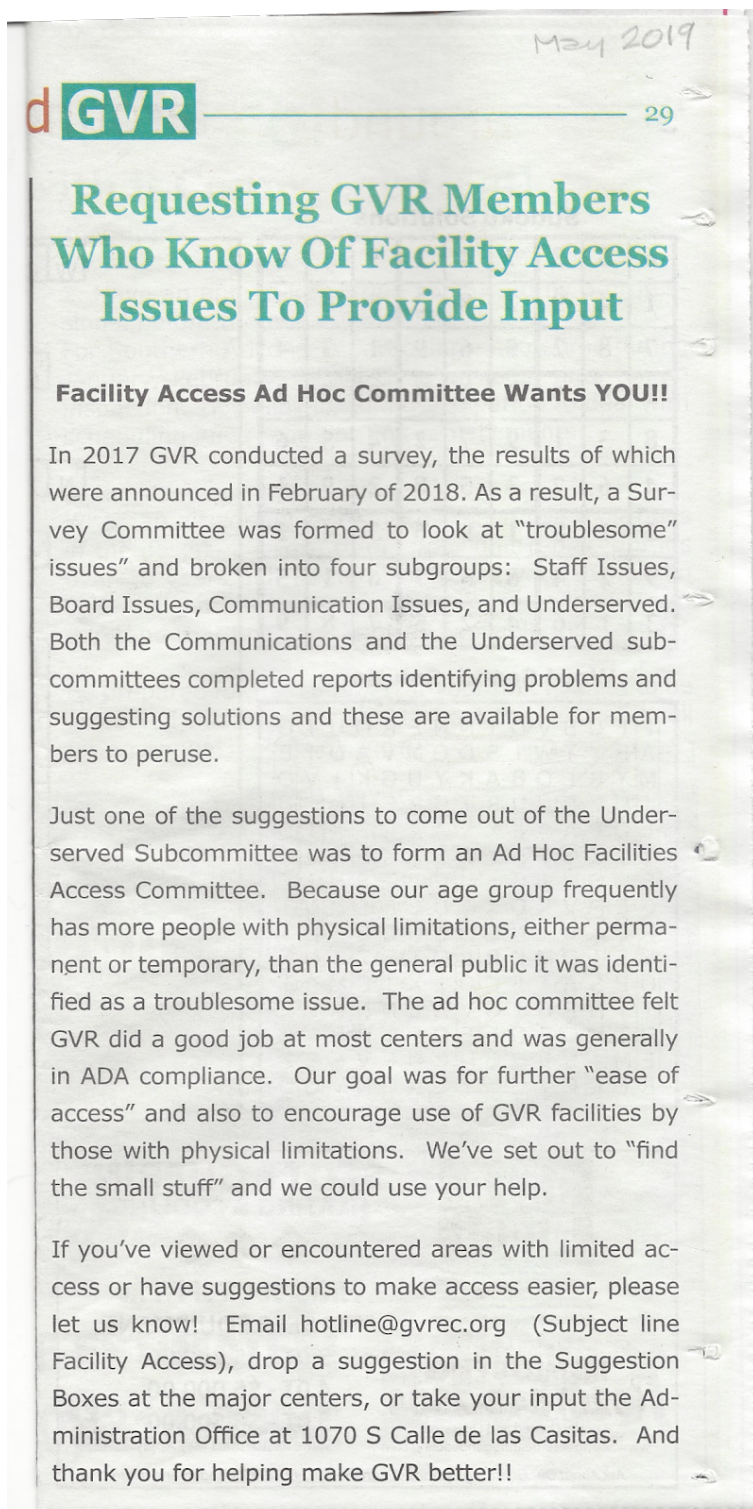 May 2019
d GVR 29
Requesting GVR Members
Who Know Of Facility Access
Issues To Provide Input
Facility Access Ad Hoc Committee Wants YOU!!
In 2017 GVR conducted a survey, the results of which
were announced in February of 2018. As a result, a Sur-
vey Committee was formed to look at “troublesome”
issues” and broken into four subgroups: Staff Issues,
Board Issues, Communication Issues, and Underserved.
Both the Communications and the Underserved sub-
committees completed reports identifying problems and
suggesting solutions and these are available for mem-
bers to peruse.
Just one of the suggestions to come out of the Under-
served Subcommittee was to form an Ad Hoc Facilities
Access Committee. Because our age group frequently
has more people with physical limitations, either perma-
nent or temporary, than the general public it was identi-
fied as a troublesome issue. The ad hoc committee felt
GVR did a good job at most centers and was generally
in ADA compliance. Our goal was for further “ease of
access” and also to encourage use of GVR facilities by
those with physical limitations. We’ve set out to “find
the small stuff” and we could use your help.
If you’ve viewed or encountered areas with limited ac-
cess or have suggestions to make access easier, please
let us know! Email hotline@gvrec.org (Subject line
Facility Access), drop a suggestion in the Suggestion
Boxes at the major centers, or take your input the Ad-
ministration Office at 1070 S Calle de las Casitas. And
thank you for helping make GVR better!!